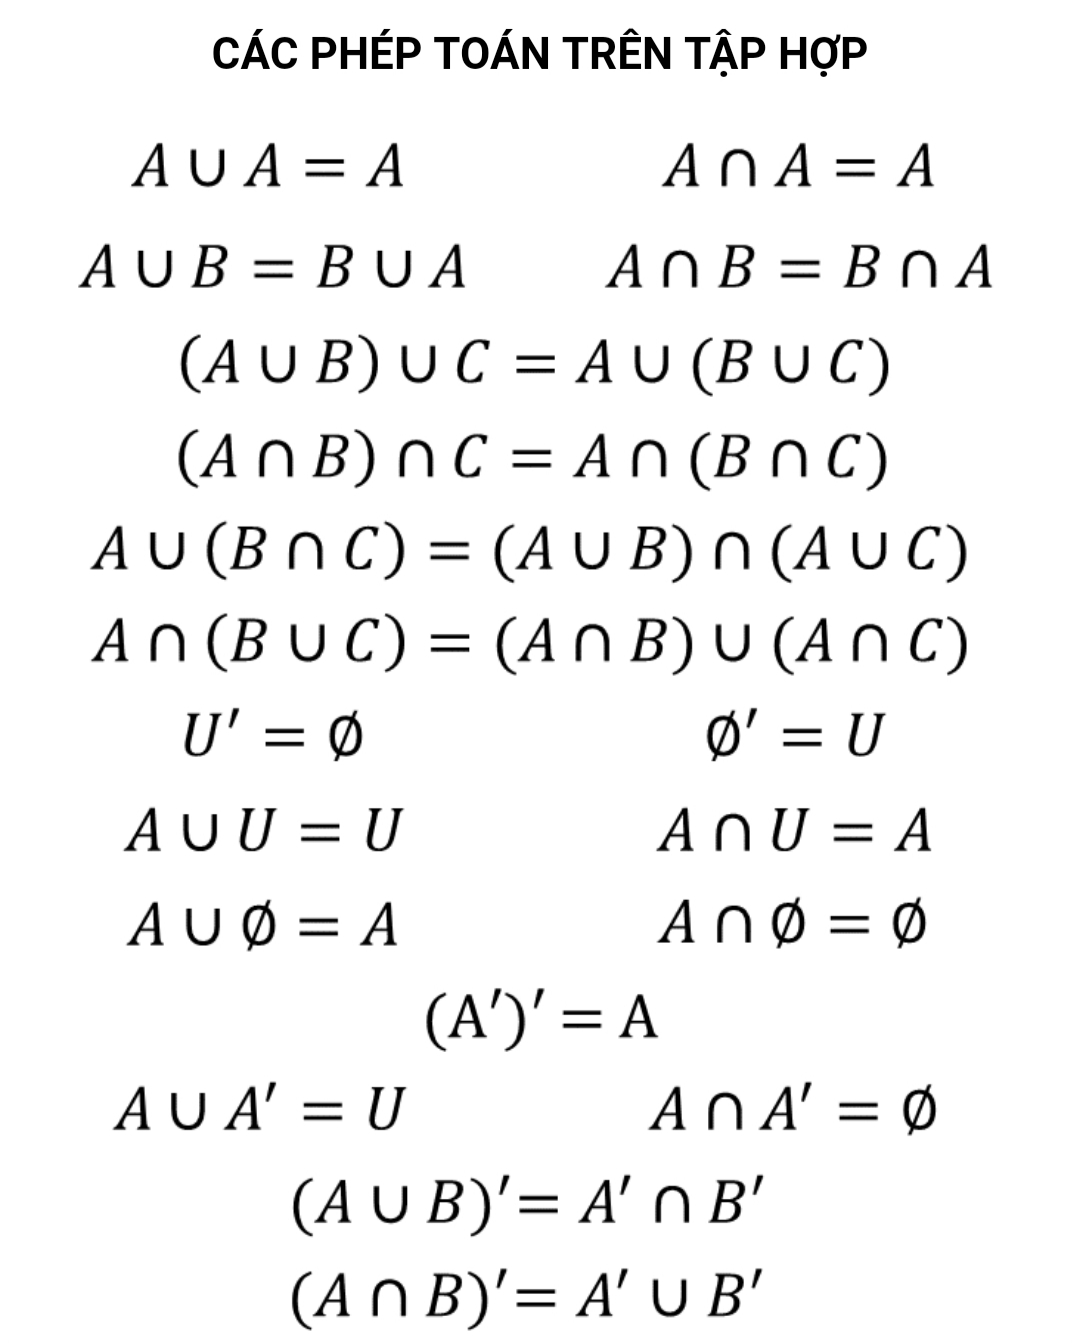 CÁC PHÉP TOÁN TRÊN TẬP HỢP
A ∪ A = A A ∩ A = A
A ∪ B = B ∪ A A ∩ B = B ∩ A
(A ∪ B) ∪ C = A ∪ (B ∪ C)
(A ∩ B) ∩ C = A ∩ (B ∩ C)
A ∪ (B ∩ C) = (A ∪ B) ∩ (A ∪ C)
A ∩ (B ∪ C) = (A ∩ B) ∪ (A ∩ C)
U′ = ∅ ∅′ = U
A ∪ U = U A ∩ U = A
A ∪ ∅ = A A ∩ ∅ = ∅
(A′)′ = A
A ∪ A′ = U A ∩ A′ = ∅
(A ∪ B)′= A′ ∩ B′
(A ∩ B)′= A′ ∪ B′